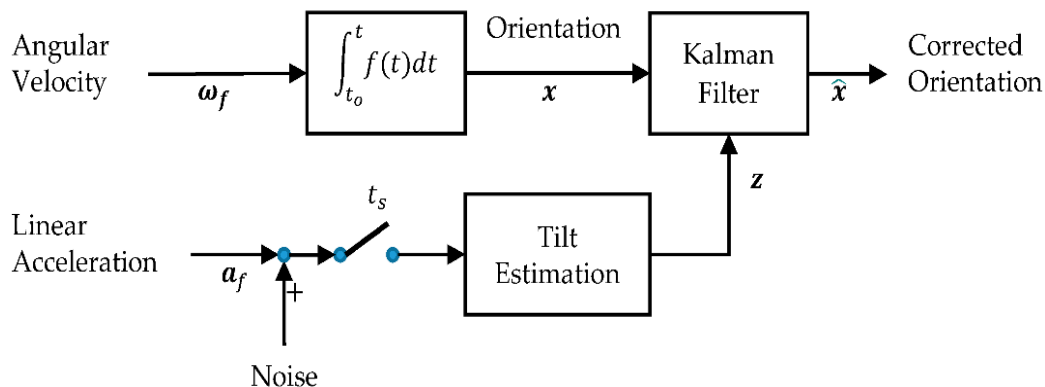 Angular
Velocity
ω_f
∫_{t_o}^{t} f(t)dt
Orientation
x
Kalman
Filter
x̂
Corrected
Orientation
z
Linear
Acceleration
a_f
+
Noise
t_s
Tilt
Estimation